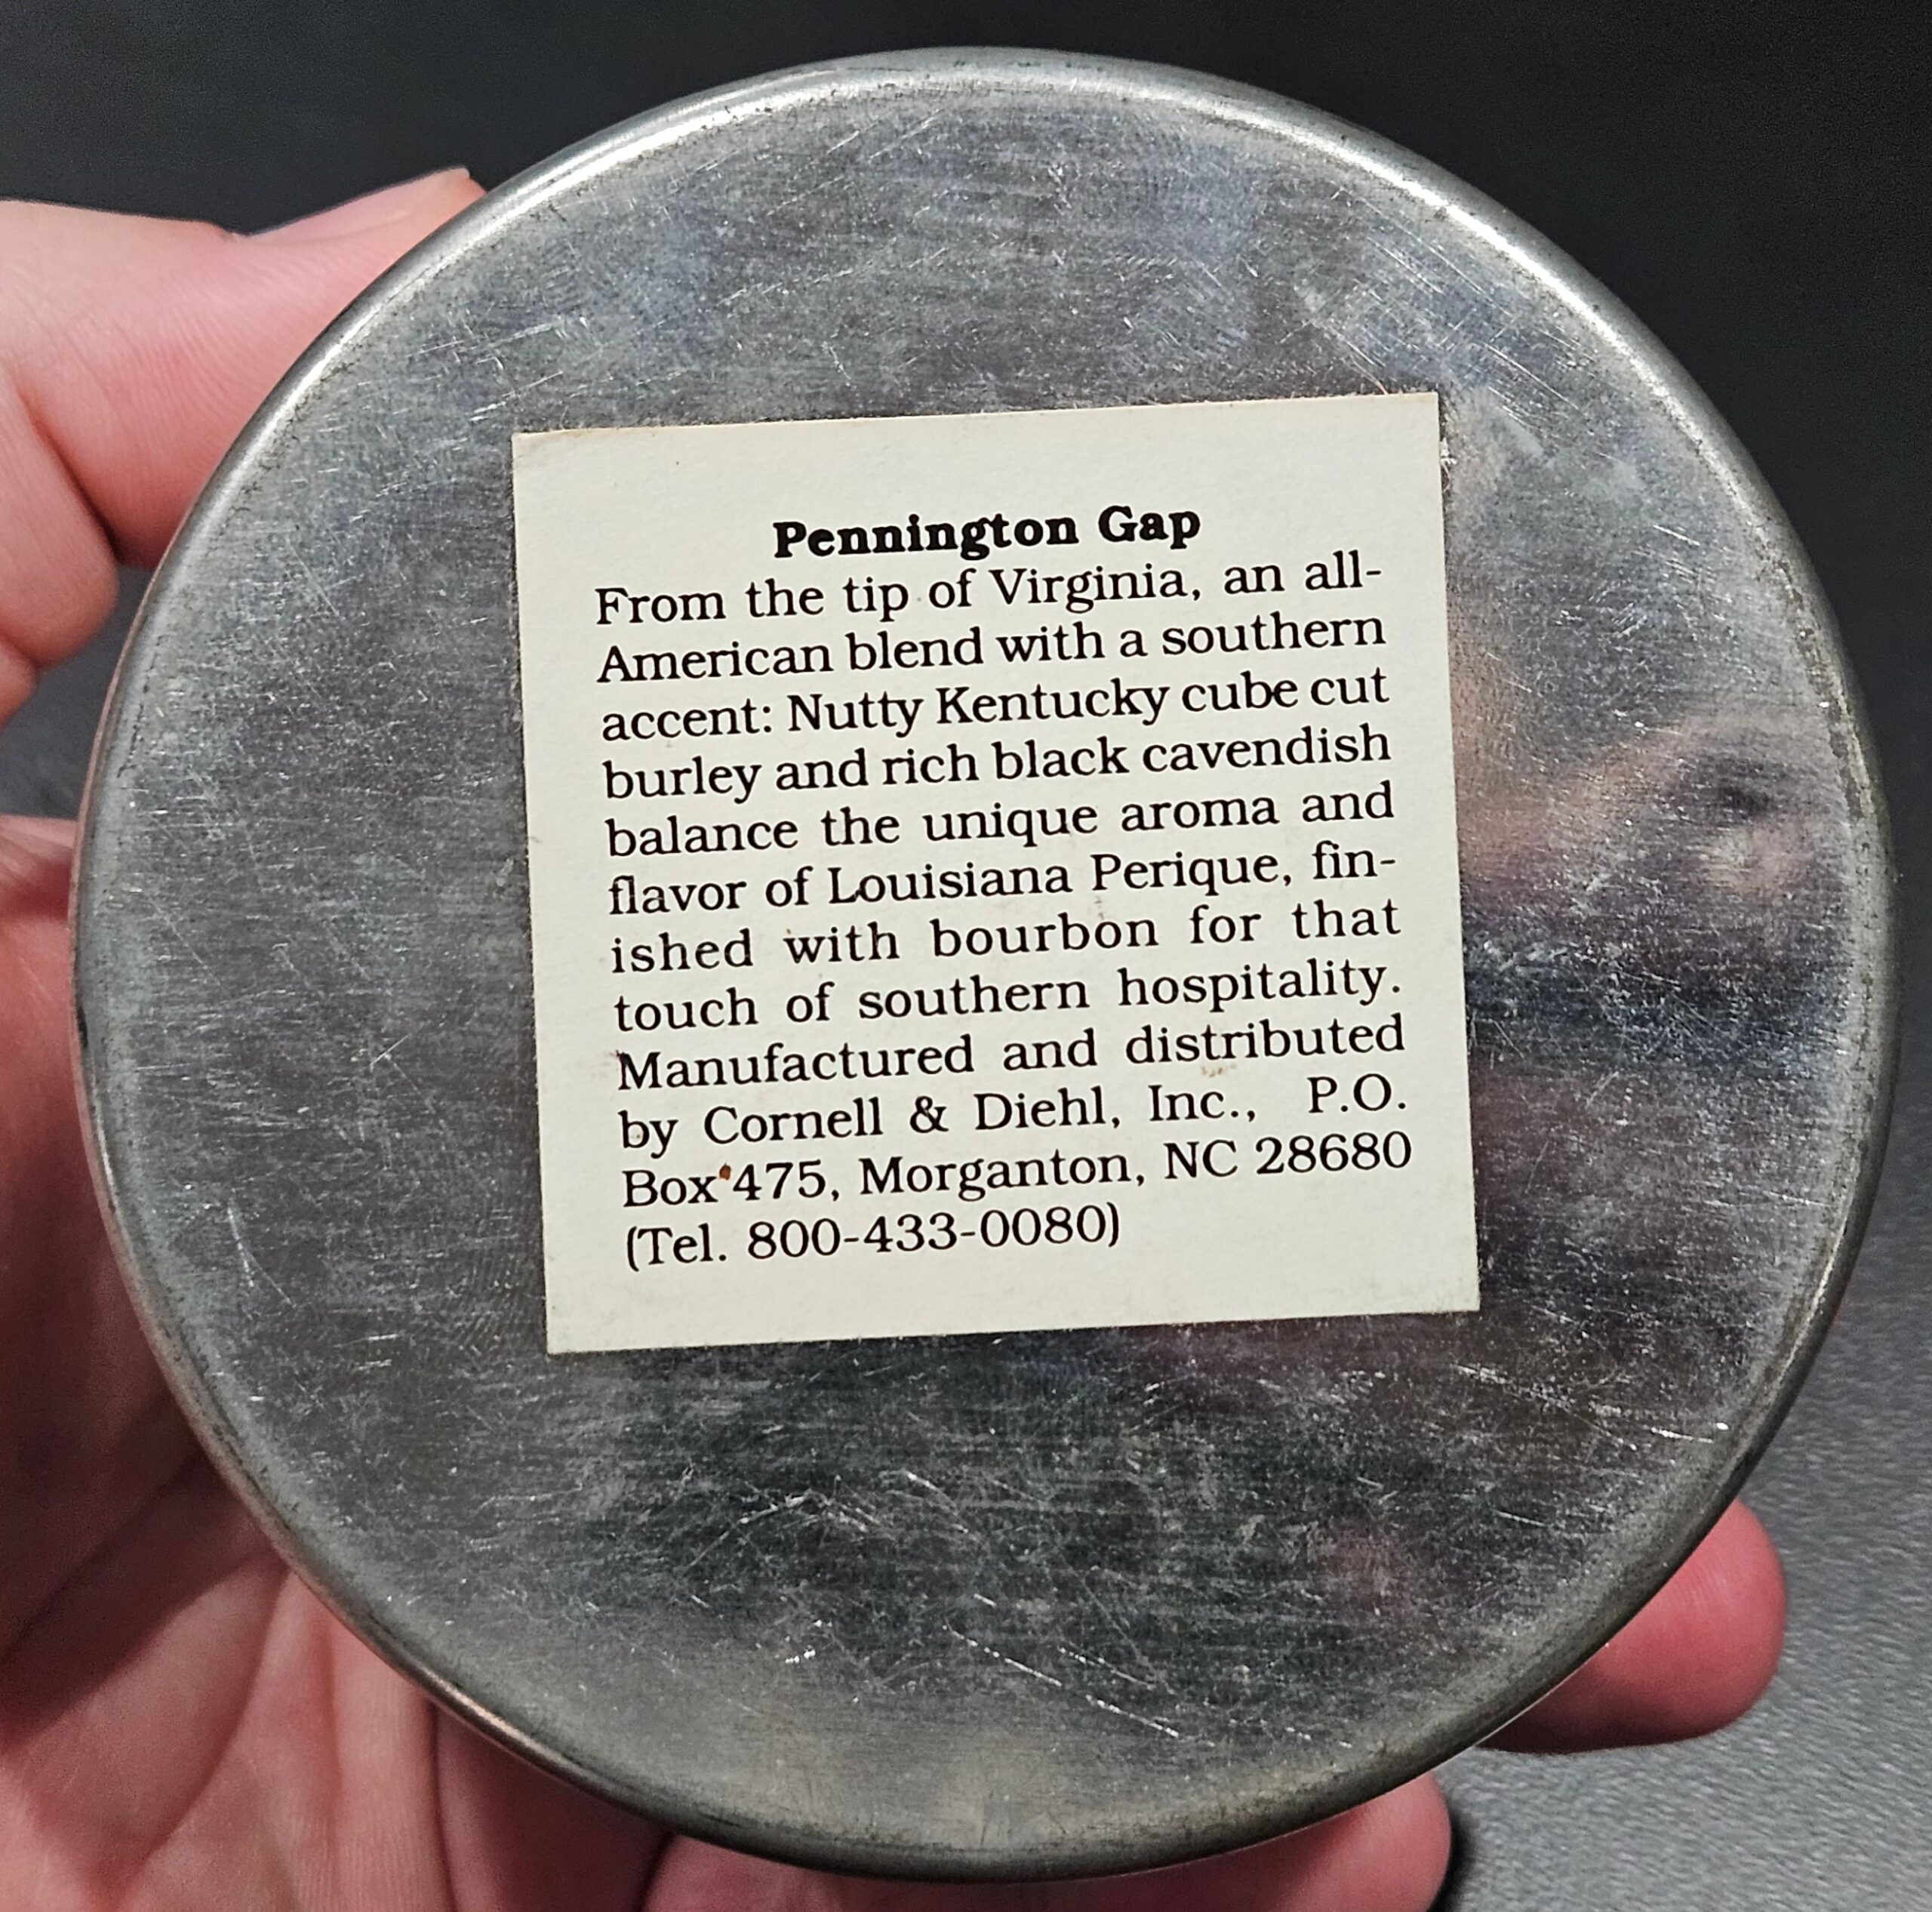 Pennington Gap
From the tip of Virginia, an all-
American blend with a southern
accent: Nutty Kentucky cube cut
burley and rich black cavendish
balance the unique aroma and
flavor of Louisiana Perique, fin-
ished with bourbon for that
touch of southern hospitality.
Manufactured and distributed
by Cornell & Diehl, Inc., P.O.
Box 475, Morganton, NC 28680
(Tel. 800-433-0080)